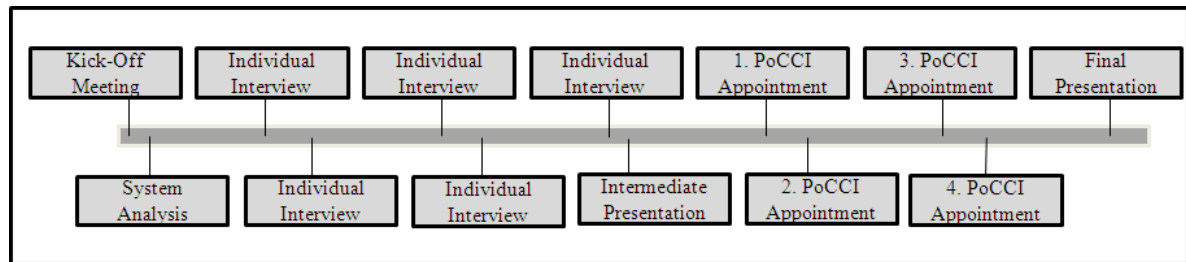 Kick-Off
Meeting
Individual
Interview
Individual
Interview
Individual
Interview
1. PoCCI
Appointment
3. PoCCI
Appointment
Final
Presentation
System
Analysis
Individual
Interview
Individual
Interview
Intermediate
Presentation
2. PoCCI
Appointment
4. PoCCI
Appointment